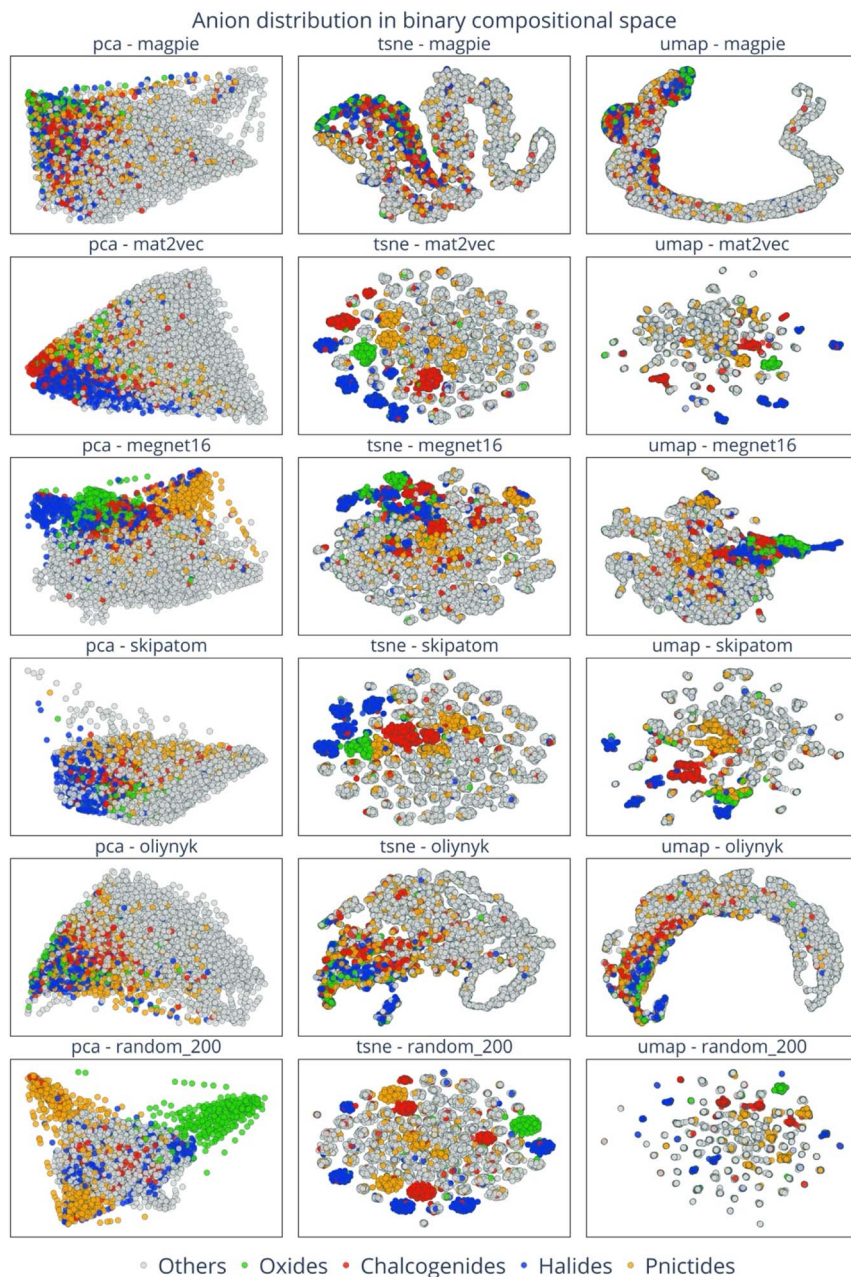 Anion distribution in binary compositional space
pca - magpie tsne - magpie umap - magpie
pca - mat2vec tsne - mat2vec umap - mat2vec
pca - megnet16 tsne - megnet16 umap - megnet16
pca - skipatom tsne - skipatom umap - skipatom
pca - oliynyk tsne - oliynyk umap - oliynyk
pca - random_200 tsne - random_200 umap - random_200
Others Oxides Chalcogenides Halides Pnictides